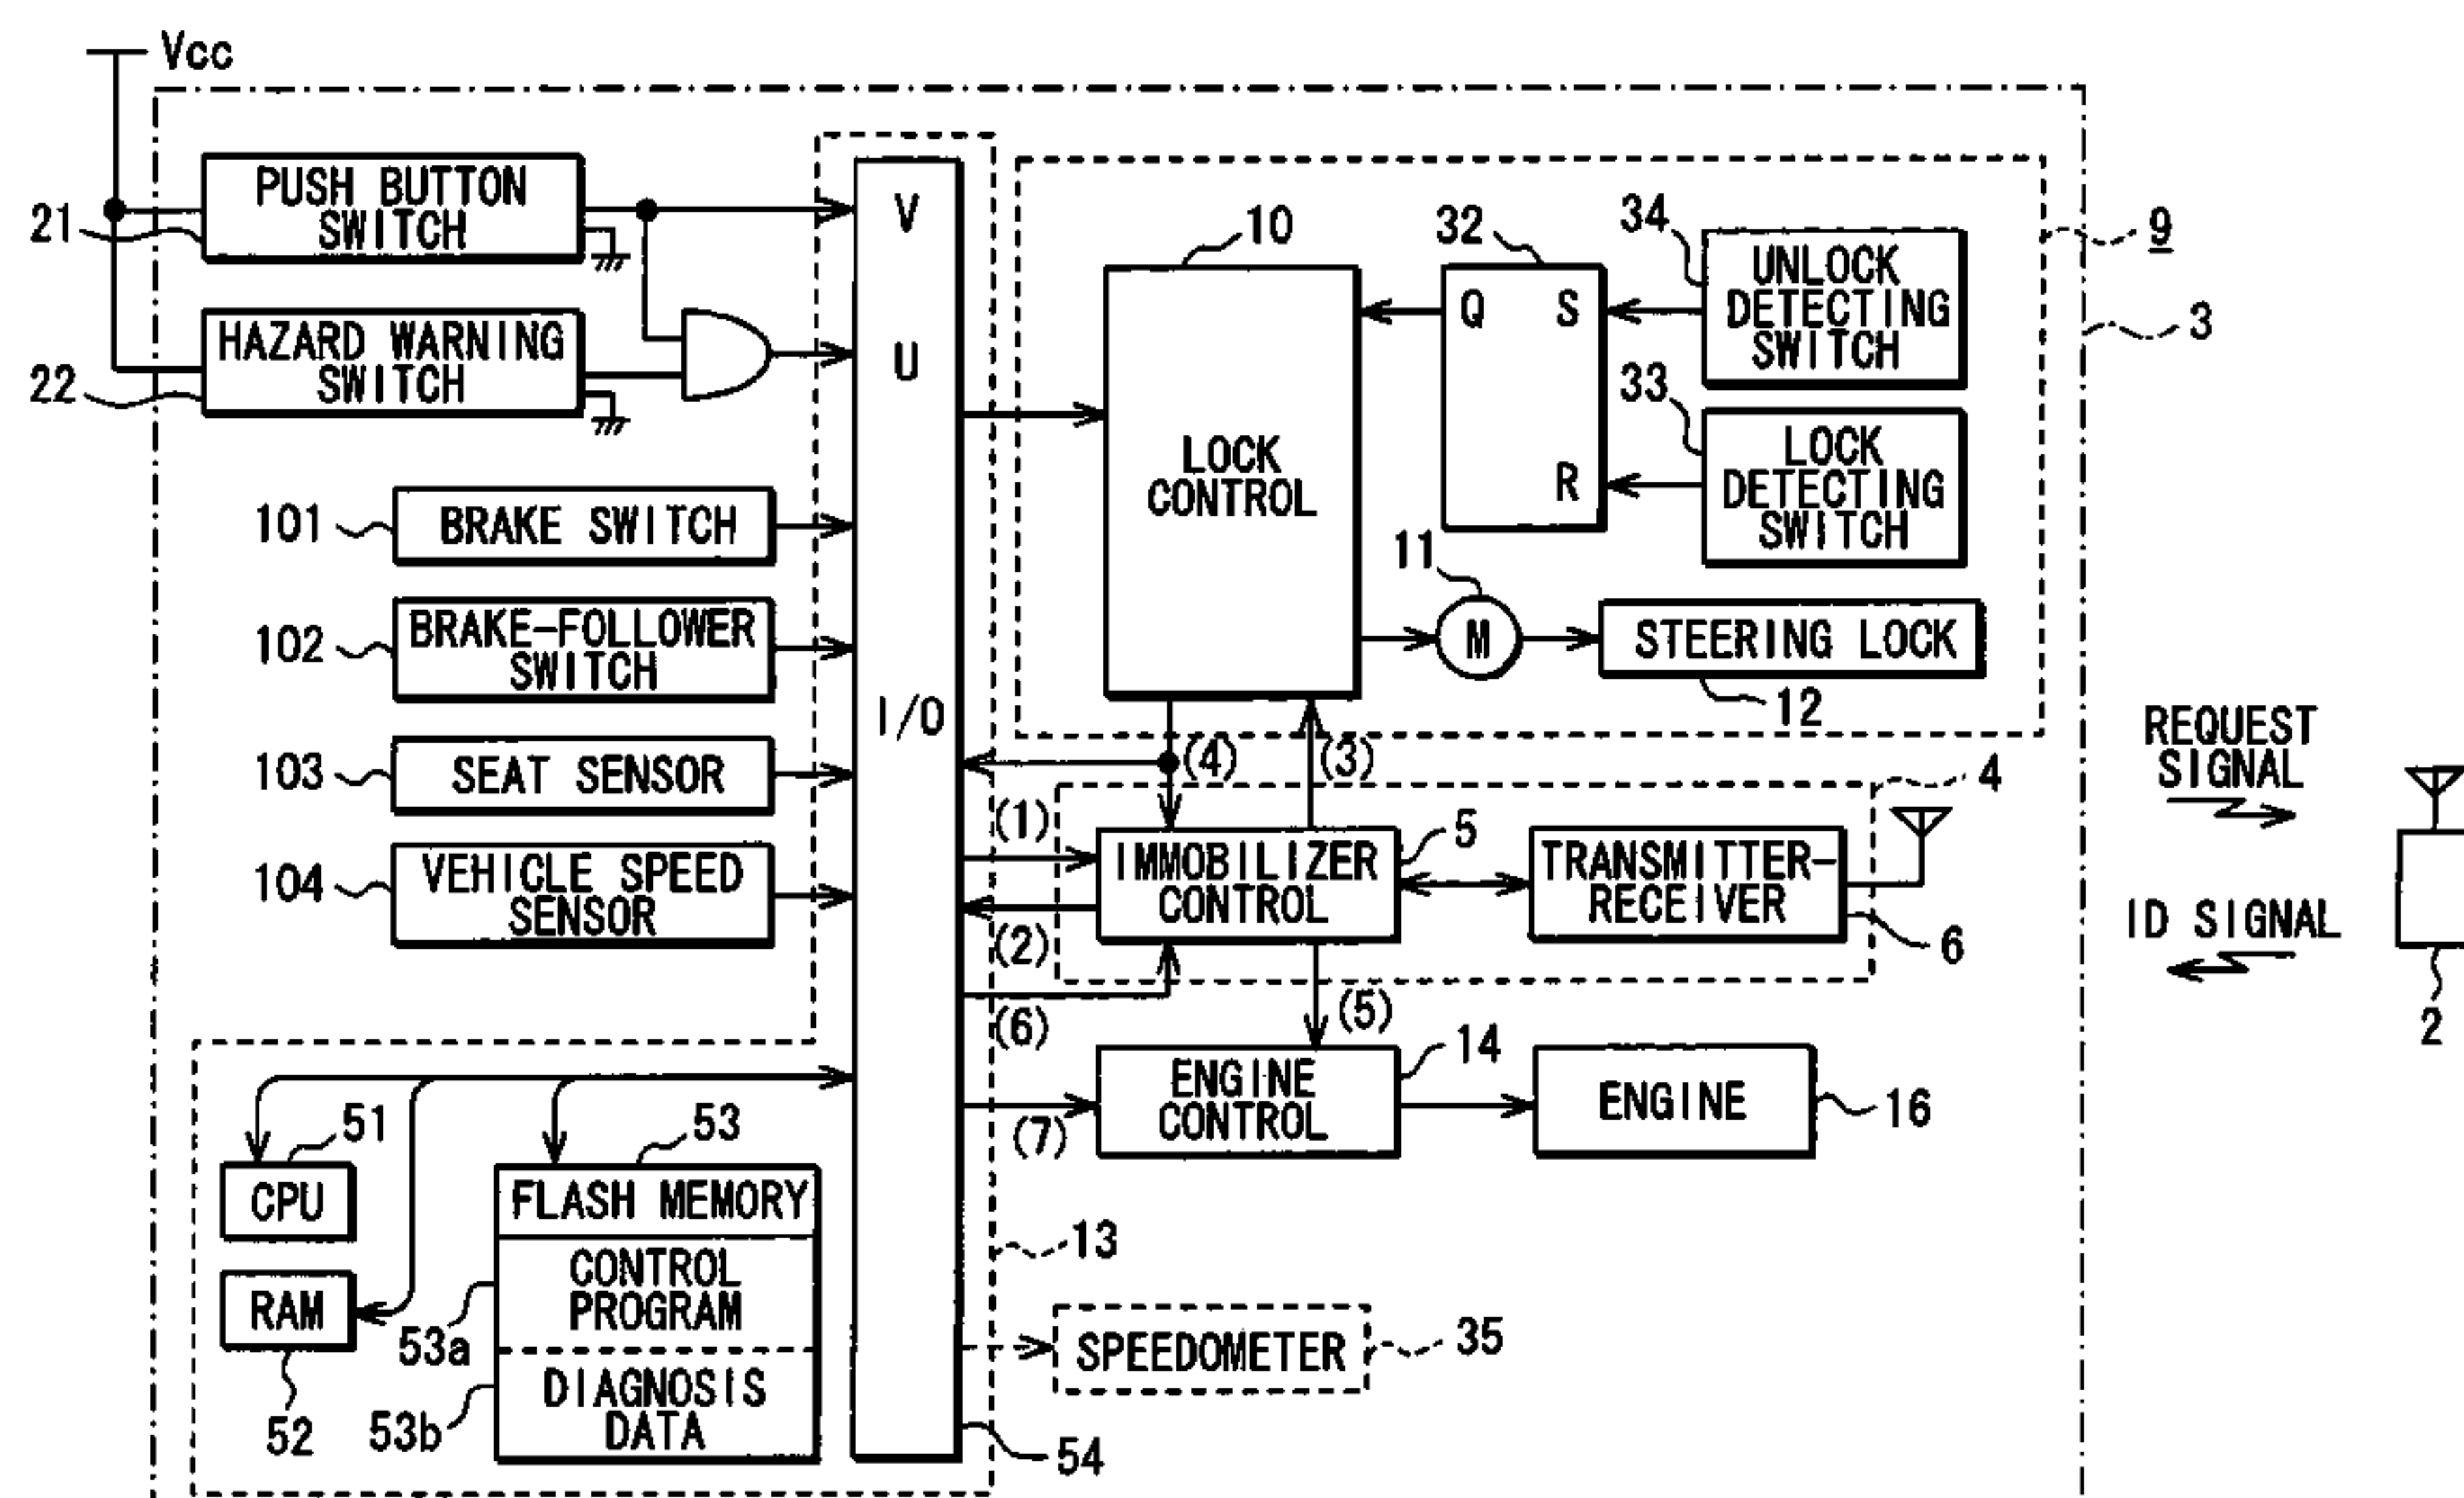 Vcc
PUSH BUTTON
SWITCH
21
HAZARD WARNING
SWITCH
22
V
U
I/O
101
BRAKE SWITCH
102
BRAKE-FOLLOWER
SWITCH
103
SEAT SENSOR
104
VEHICLE SPEED
SENSOR
10
LOCK
CONTROL
32
Q
S
R
34
UNLOCK
DETECTING
SWITCH
33
LOCK
DETECTING
SWITCH
9
3
11
M
STEERING LOCK
12
(4)
(3)
4
(1)
(2)
IMMOBILIZER
CONTROL
5
TRANSMITTER-
RECEIVER
6
REQUEST
SIGNAL
ID SIGNAL
2
(6)
(5)
(7)
ENGINE
CONTROL
14
ENGINE
16
51
CPU
53
FLASH MEMORY
CONTROL
PROGRAM
53a
DIAGNOSIS
DATA
53b
RAM
52
13
SPEEDOMETER
35
54